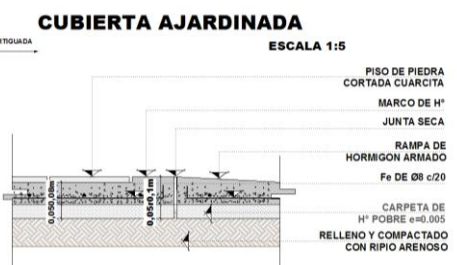 CUBIERTA AJARDINADA
RTIGUADA
ESCALA 1:5
PISO DE PIEDRA
CORTADA CUARCITA
MARCO DE Hº
JUNTA SECA
RAMPA DE
HORMIGON ARMADO
Fe DE Ø8 c/20
CARPETA DE
Hº POBRE e=0.005
RELLENO Y COMPACTADO
CON RIPIO ARENOSO